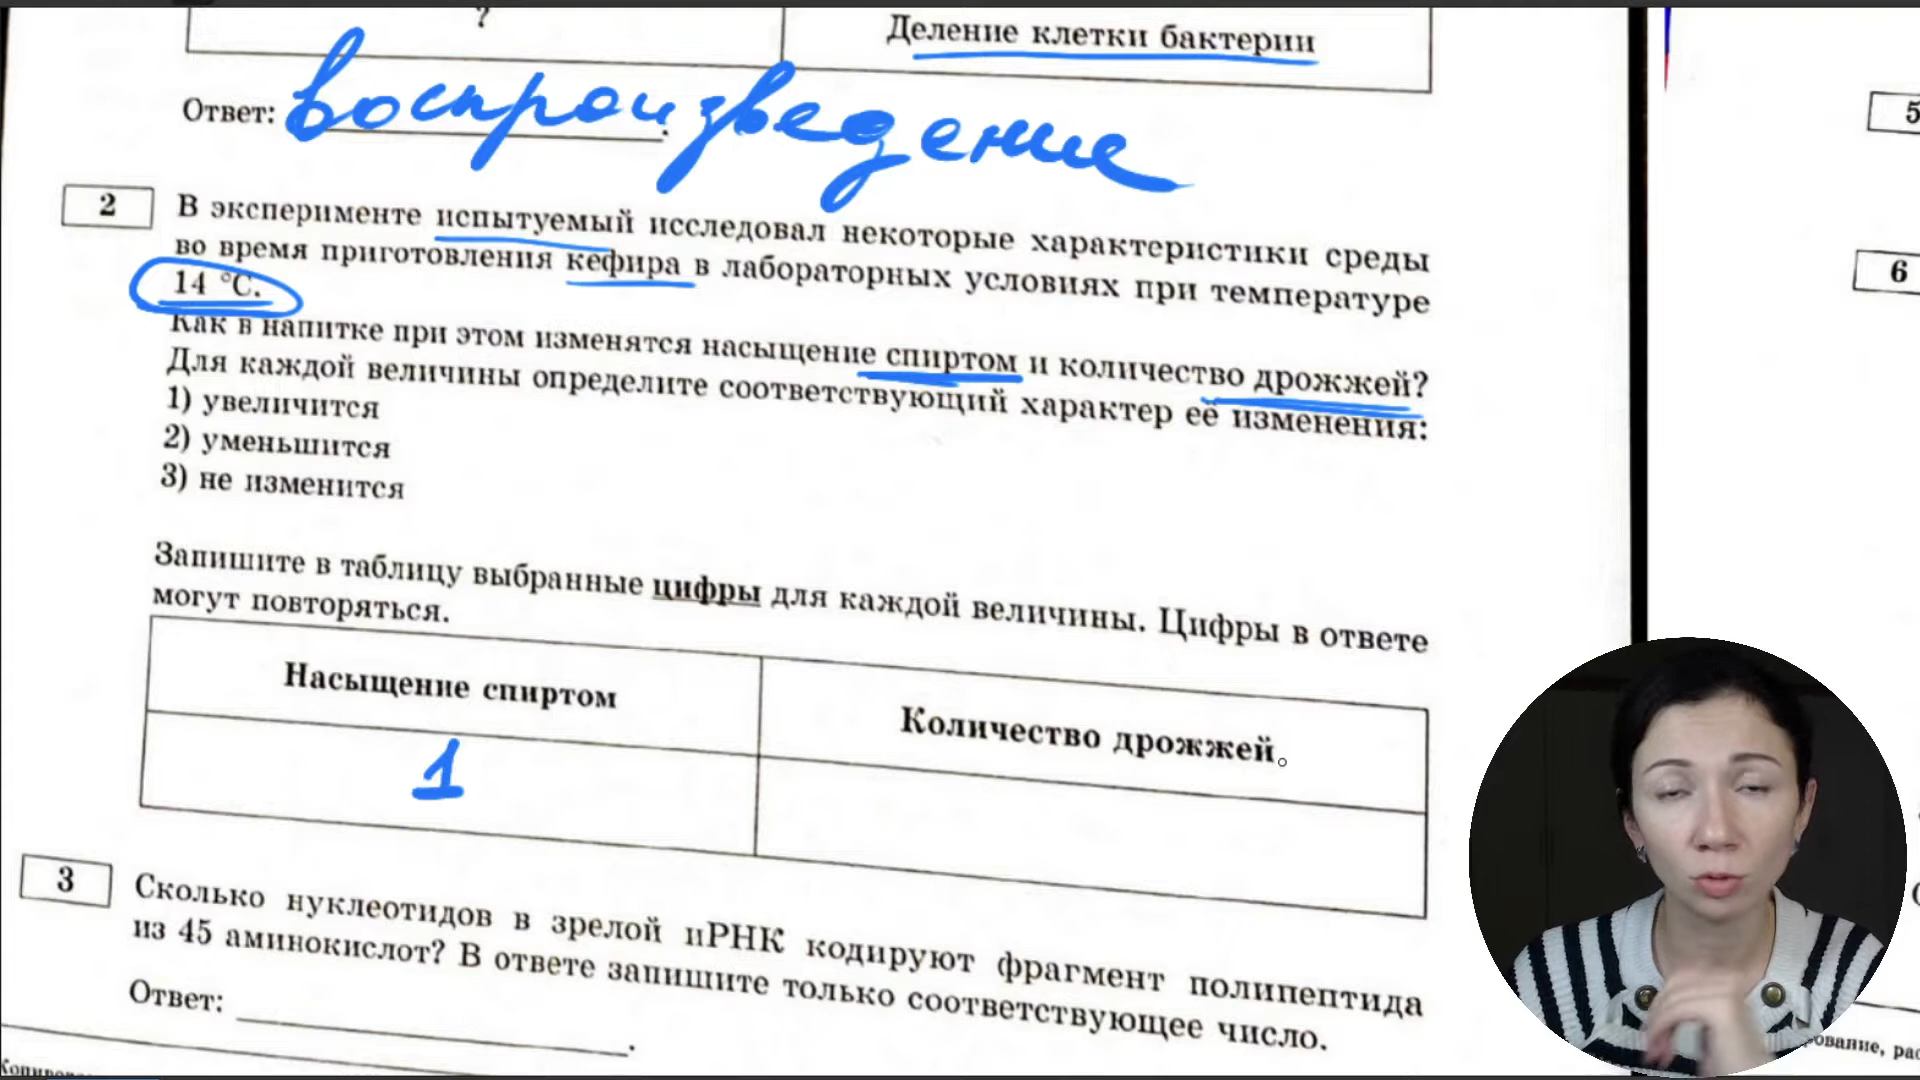 ?
Деление клетки бактерии
Ответ: воспроизведение.
2
В эксперименте испытуемый исследовал некоторые характеристики среды
во время приготовления кефира в лабораторных условиях при температуре
14 °С.
Как в напитке при этом изменятся насыщение спиртом и количество дрожжей?
Для каждой величины определите соответствующий характер её изменения:
1) увеличится
2) уменьшится
3) не изменится
Запишите в таблицу выбранные цифры для каждой величины. Цифры в ответе
могут повторяться.
Насыщение спиртом
Количество дрожжей
1
3
Сколько нуклеотидов в зрелой иРНК кодируют фрагмент полипептида
из 45 аминокислот? В ответе запишите только соответствующее число.
Ответ:
.
5
6